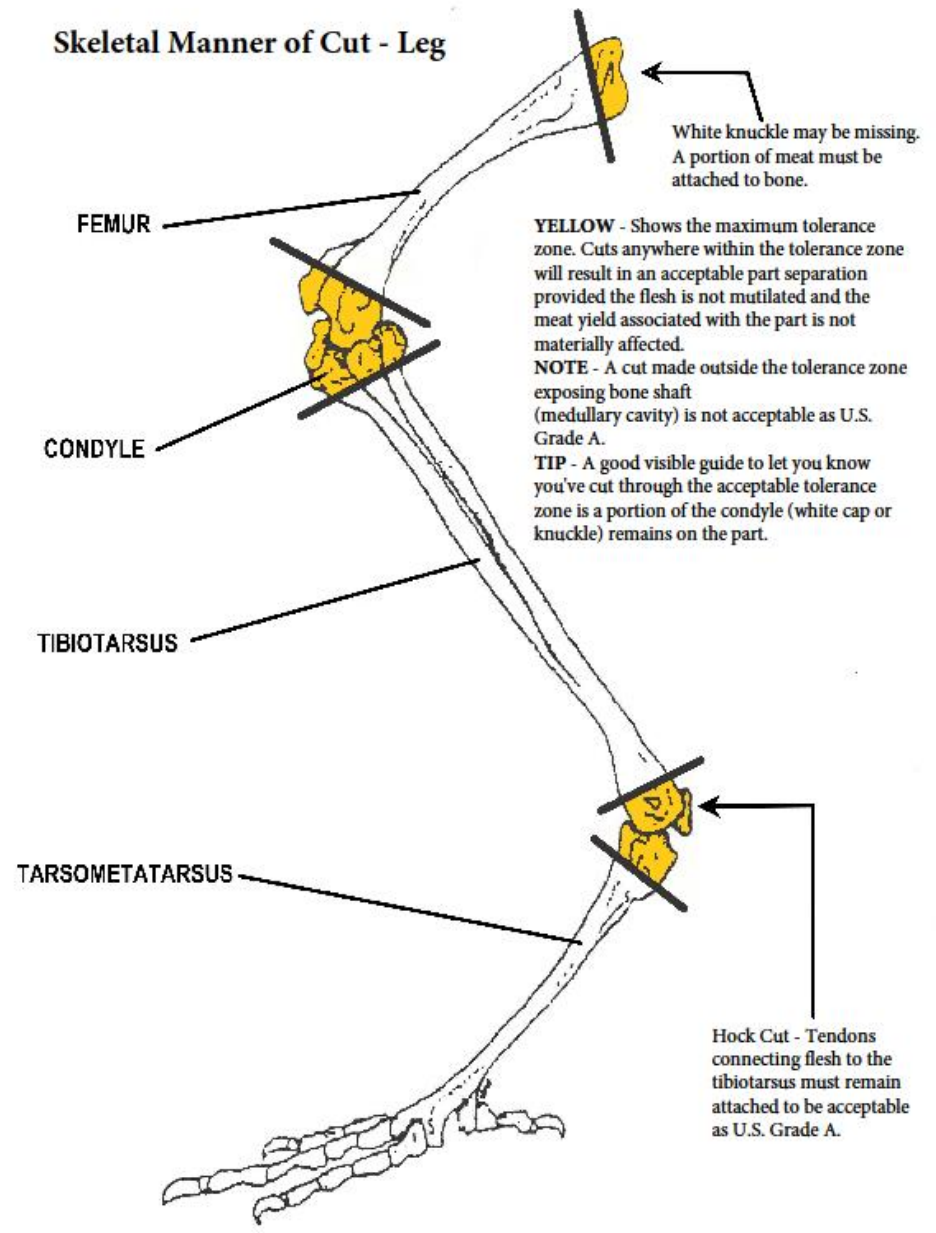 Skeletal Manner of Cut - Leg
White knuckle may be missing.
A portion of meat must be
attached to bone.
FEMUR
YELLOW - Shows the maximum tolerance
zone. Cuts anywhere within the tolerance zone
will result in an acceptable part separation
provided the flesh is not mutilated and the
meat yield associated with the part is not
materially affected.
NOTE - A cut made outside the tolerance zone
exposing bone shaft
(medullary cavity) is not acceptable as U.S.
Grade A.
TIP - A good visible guide to let you know
you've cut through the acceptable tolerance
zone is a portion of the condyle (white cap or
knuckle) remains on the part.
CONDYLE
TIBIOTARSUS
TARSOMETATARSUS
Hock Cut - Tendons
connecting flesh to the
tibiotarsus must remain
attached to be acceptable
as U.S. Grade A.